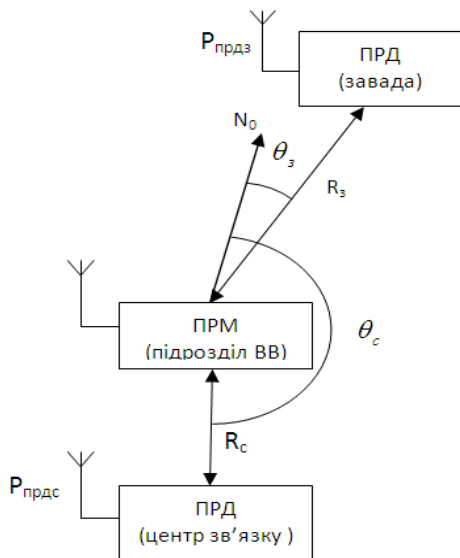 Pпрдз
ПРД
(завада)
N₀
θз
Rз
ПРМ
(підрозділ ВВ)
θс
Rс
Pпрдс
ПРД
(центр зв'язку )